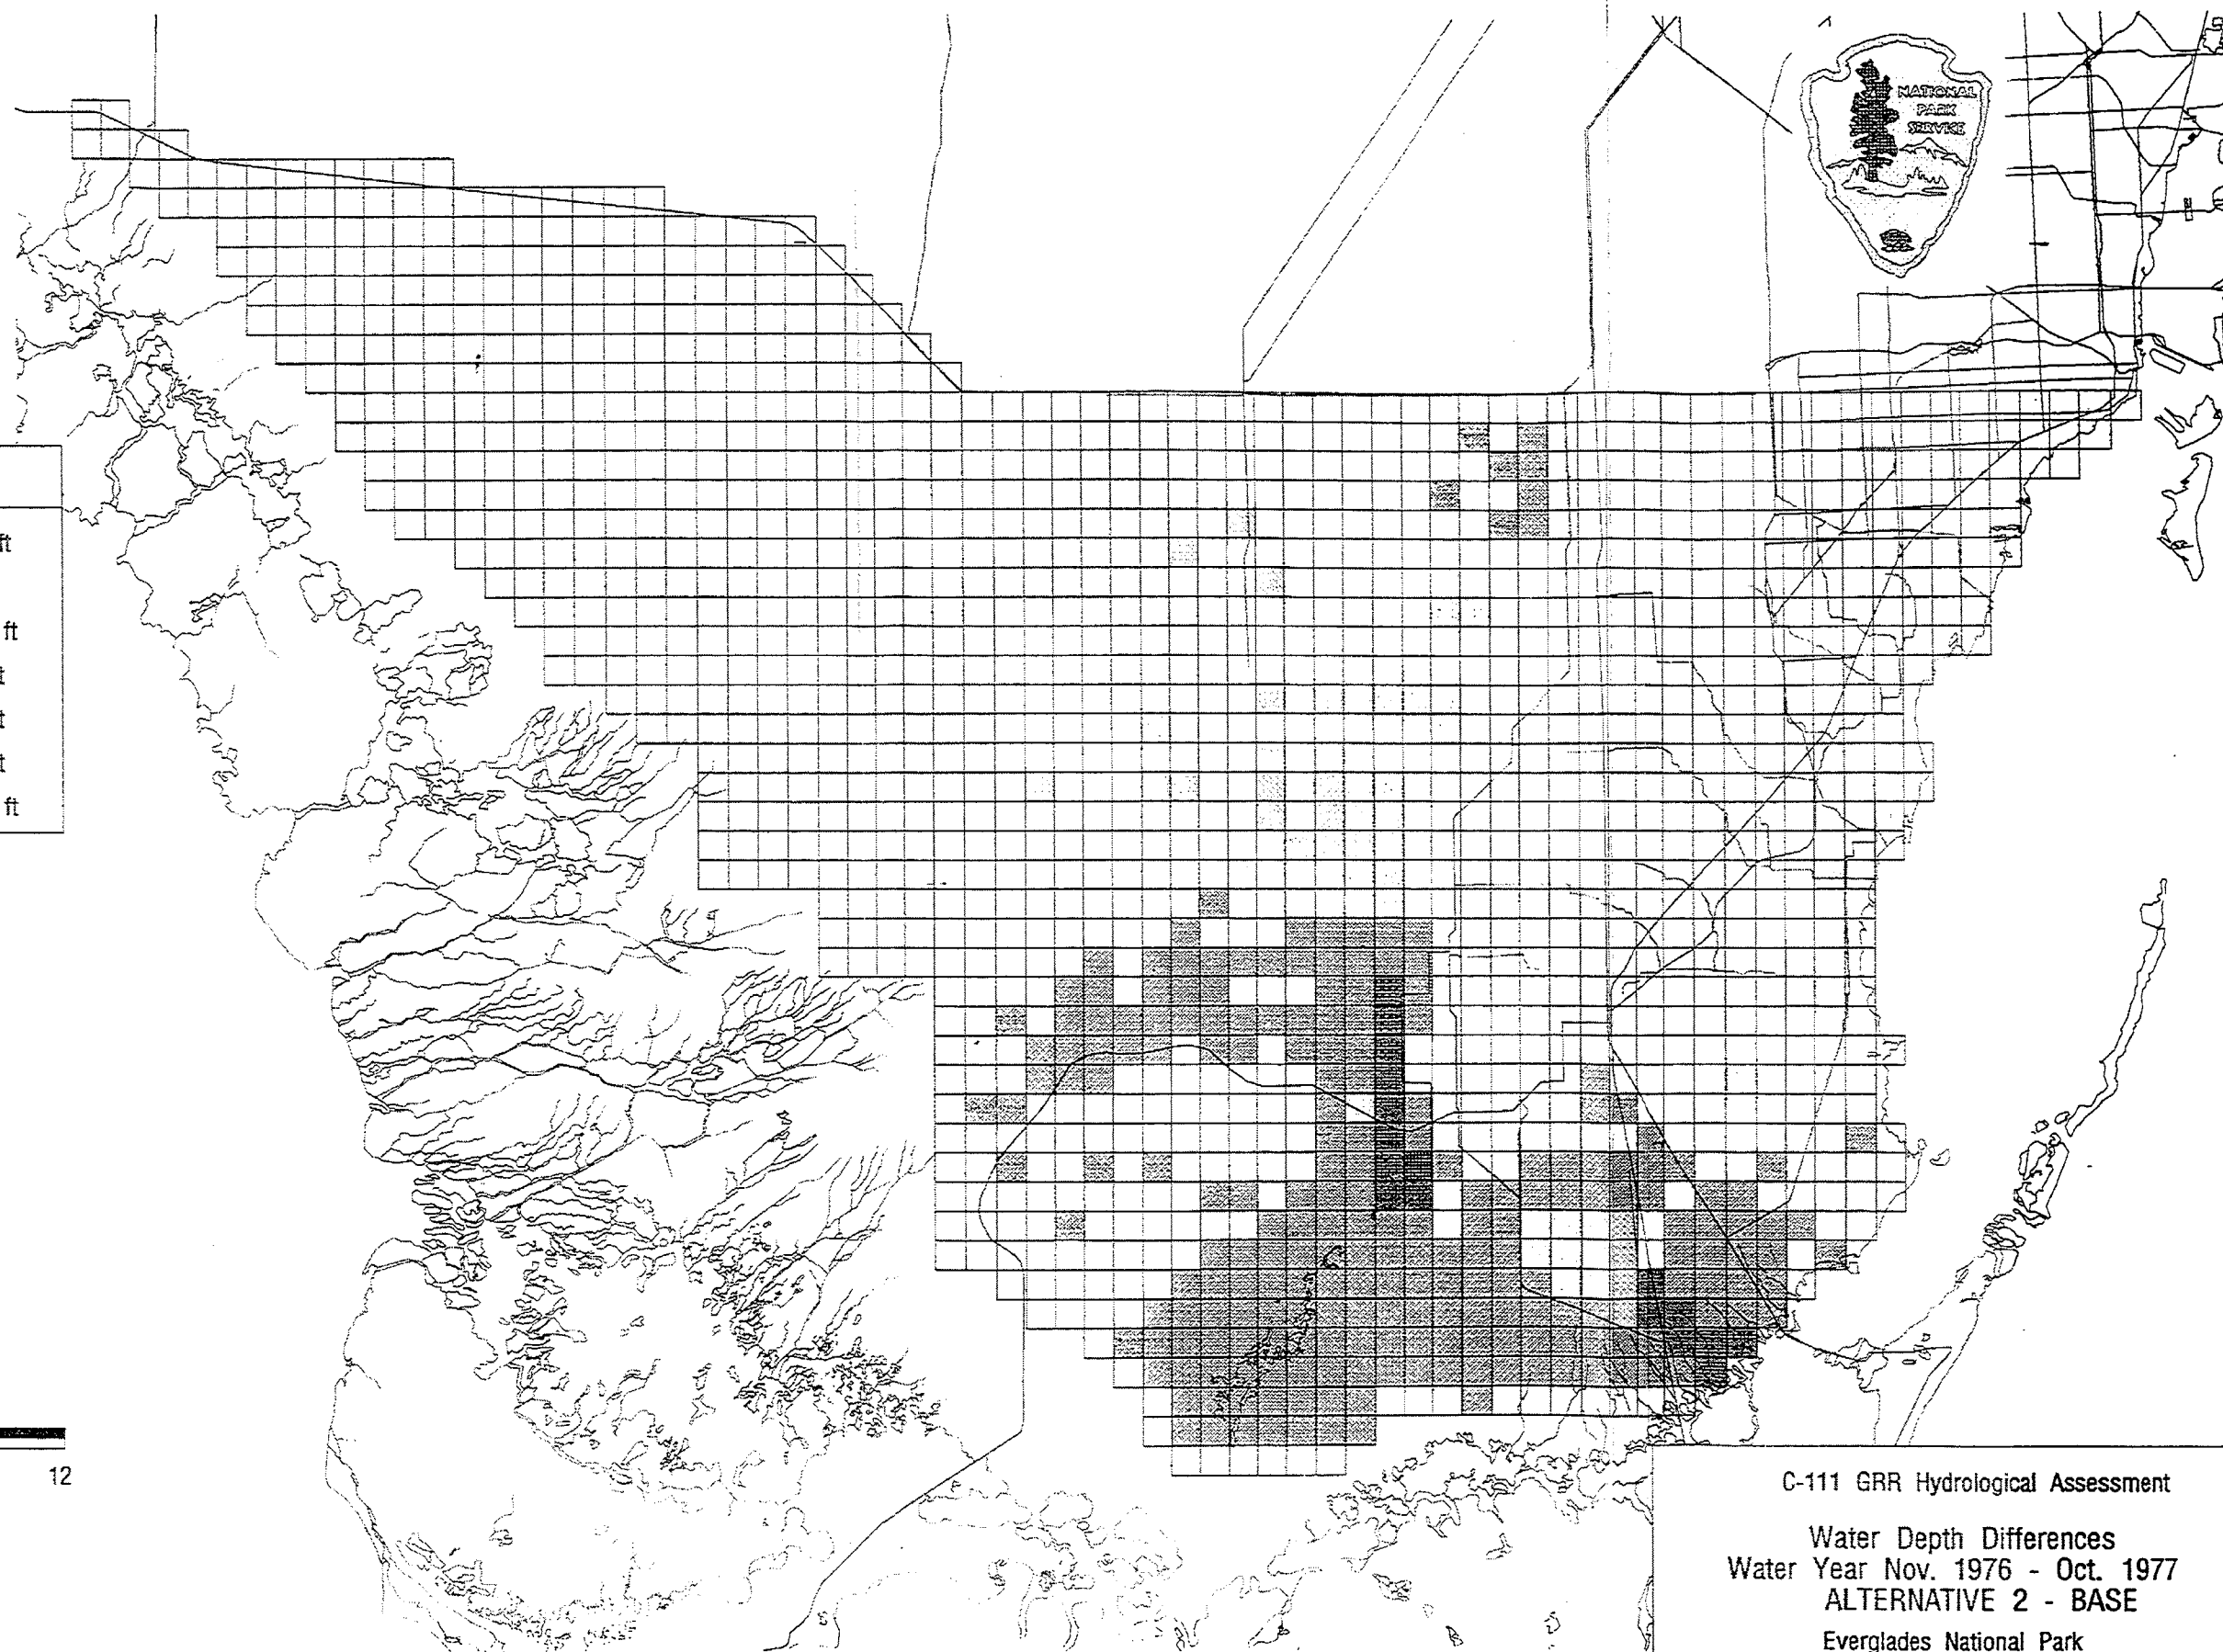 NATIONAL
PARK
SERVICE
ft
ft
ft
12
C-111 GRR Hydrological Assessment
Water Depth Differences
Water Year Nov. 1976 - Oct. 1977
ALTERNATIVE 2 - BASE
Everglades National Park